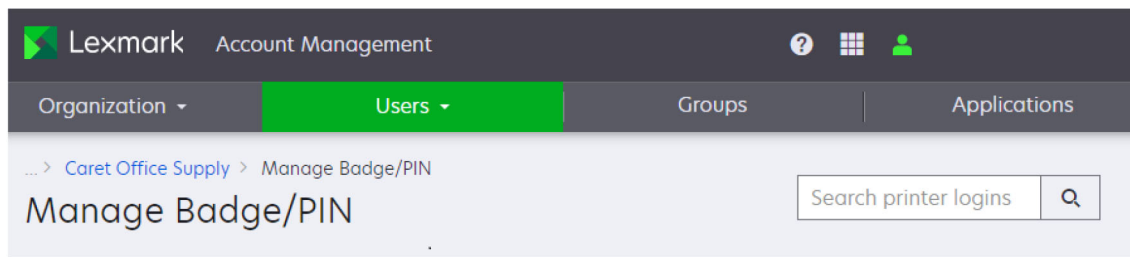 Lexmark Account Management ?
Organization Users Groups Applications
... > Caret Office Supply > Manage Badge/PIN
Manage Badge/PIN
Search printer logins